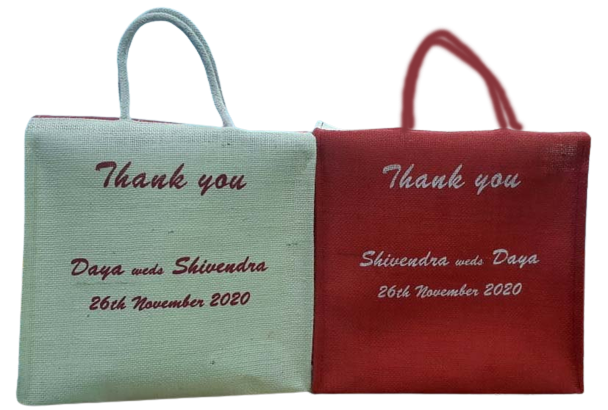 Thank you
Daya weds Shivendra
26th November 2020
Thank you
Shivendra weds Daya
26th November 2020